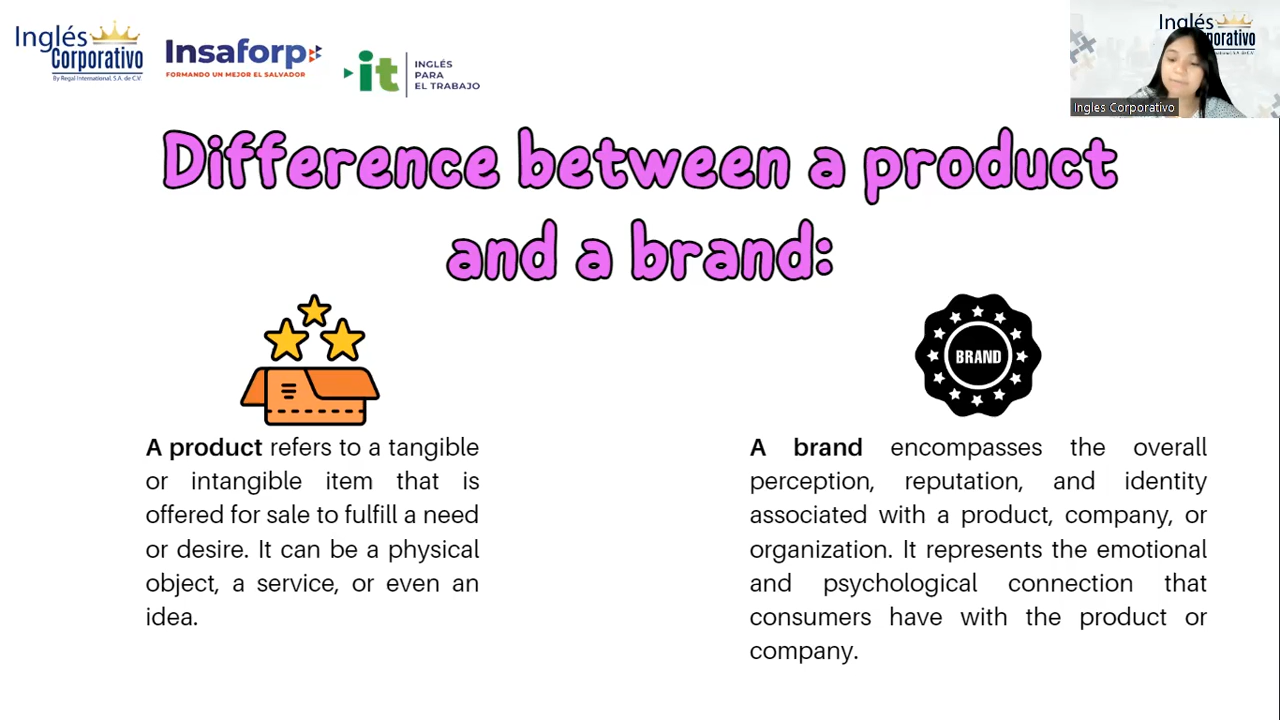 Inglés
Corporativo
By Regal International, S.A. de C.V.
Insaforp
FORMANDO UN MEJOR EL SALVADOR
it
INGLÉS
PARA
EL TRABAJO
Inglés
Corporativo
Ingles Corporativo
Difference between a product
and a brand:
BRAND
A product refers to a tangible
or intangible item that is
offered for sale to fulfill a need
or desire. It can be a physical
object, a service, or even an
idea.
A brand encompasses the overall
perception, reputation, and identity
associated with a product, company, or
organization. It represents the emotional
and psychological connection that
consumers have with the product or
company.